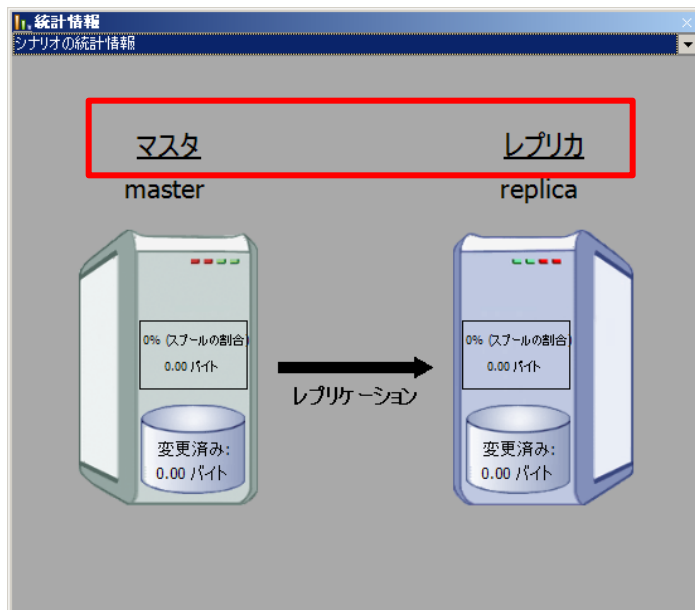 統計情報
シナリオの統計情報
マスタ レプリカ
master replica
0% (スプールの割合) 0% (スプールの割合)
0.00 バイト 0.00 バイト
レプリケーション
変更済み: 変更済み:
0.00 バイト 0.00 バイト